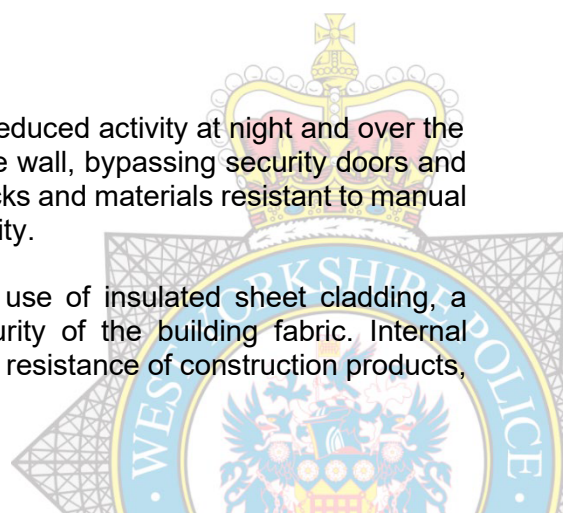 educed activity at night and over the
e wall, bypassing security doors and
cks and materials resistant to manual
ity.
use of insulated sheet cladding, a
urity of the building fabric. Internal
resistance of construction products,
WEST YORKSHIRE POLICE